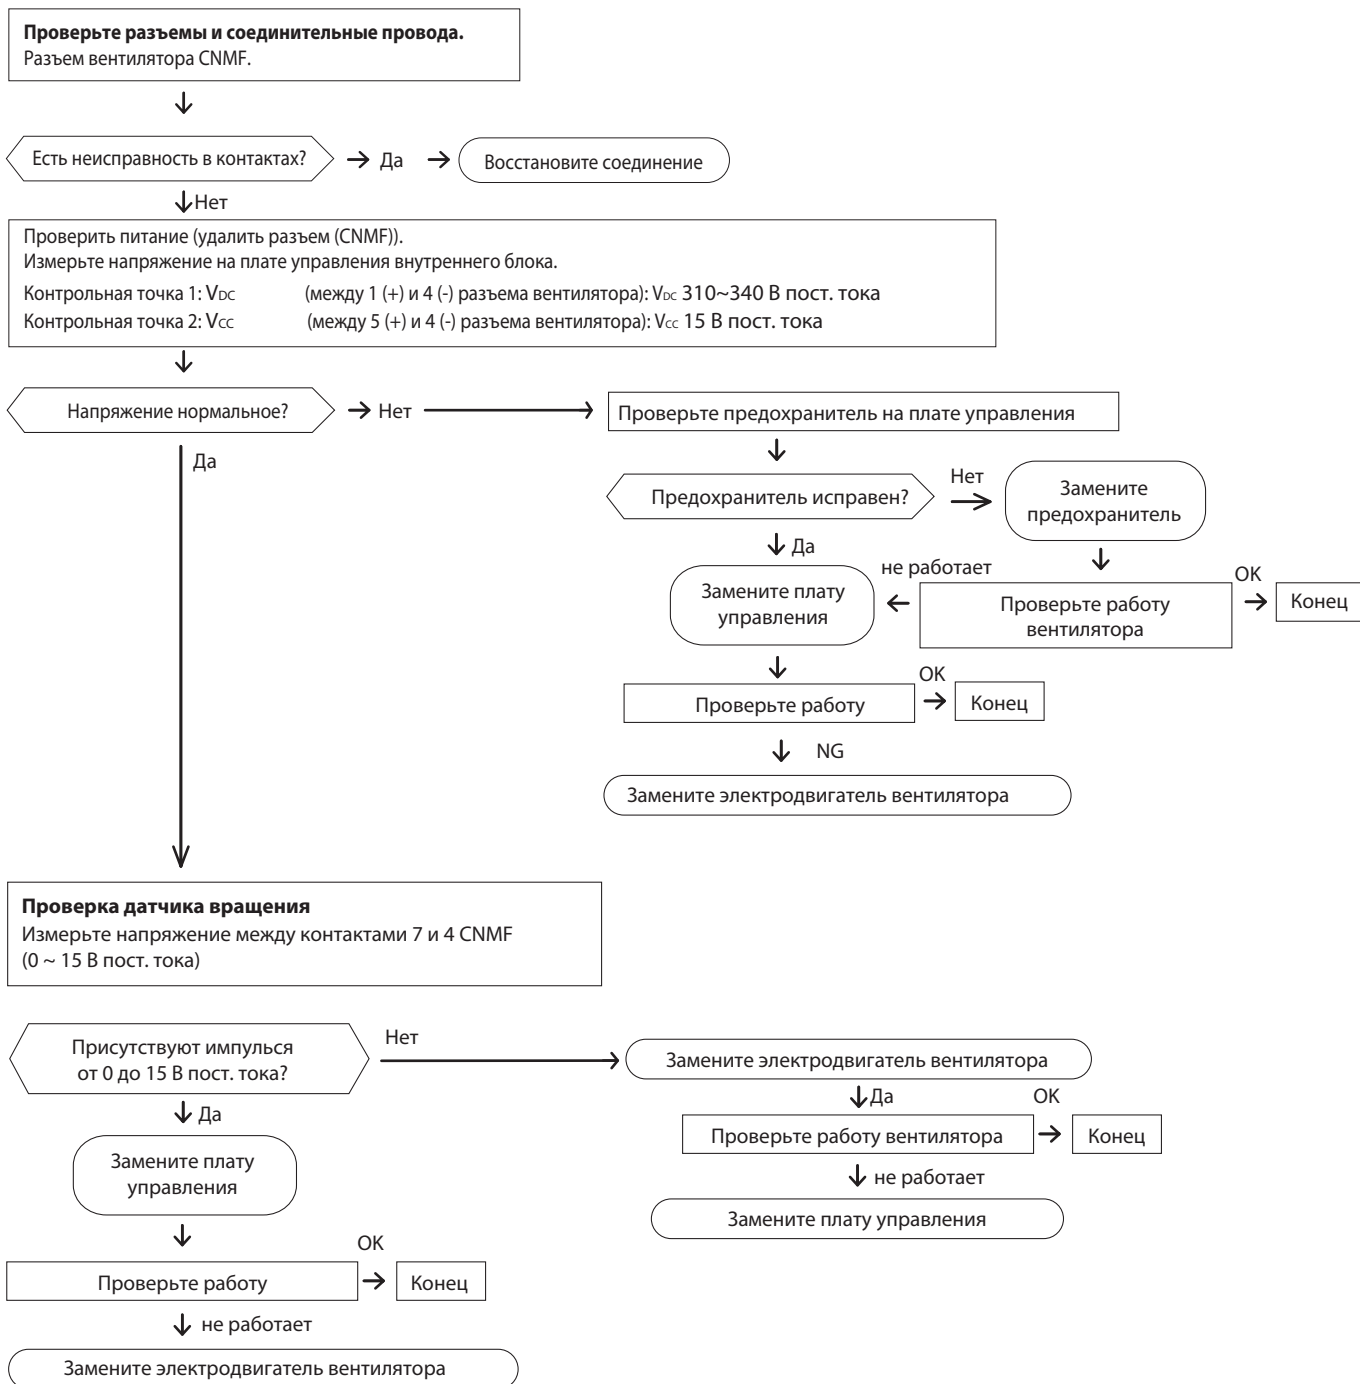 Проверьте разъемы и соединительные провода.
Разъем вентилятора CNMF.
Есть неисправность в контактах?
Да
Восстановите соединение
Нет
Проверить питание (удалить разъем (CNMF)).
Измерьте напряжение на плате управления внутреннего блока.
Контрольная точка 1: VDC (между 1 (+) и 4 (-) разъема вентилятора): VDC 310~340 В пост. тока
Контрольная точка 2: VCC (между 5 (+) и 4 (-) разъема вентилятора): VCC 15 В пост. тока
Напряжение нормальное?
Нет
Проверьте предохранитель на плате управления
Да
Предохранитель исправен?
Нет
Замените
предохранитель
Да
не работает
OK
Замените плату
управления
Проверьте работу
вентилятора
Конец
OK
Проверьте работу
Конец
NG
Замените электродвигатель вентилятора
Проверка датчика вращения
Измерьте напряжение между контактами 7 и 4 CNMF
(0 ~ 15 В пост. тока)
Присутствуют импулься
от 0 до 15 В пост. тока?
Нет
Замените электродвигатель вентилятора
Да
Да
OK
Проверьте работу вентилятора
Конец
Замените плату
управления
не работает
Замените плату управления
OK
Проверьте работу
Конец
не работает
Замените электродвигатель вентилятора